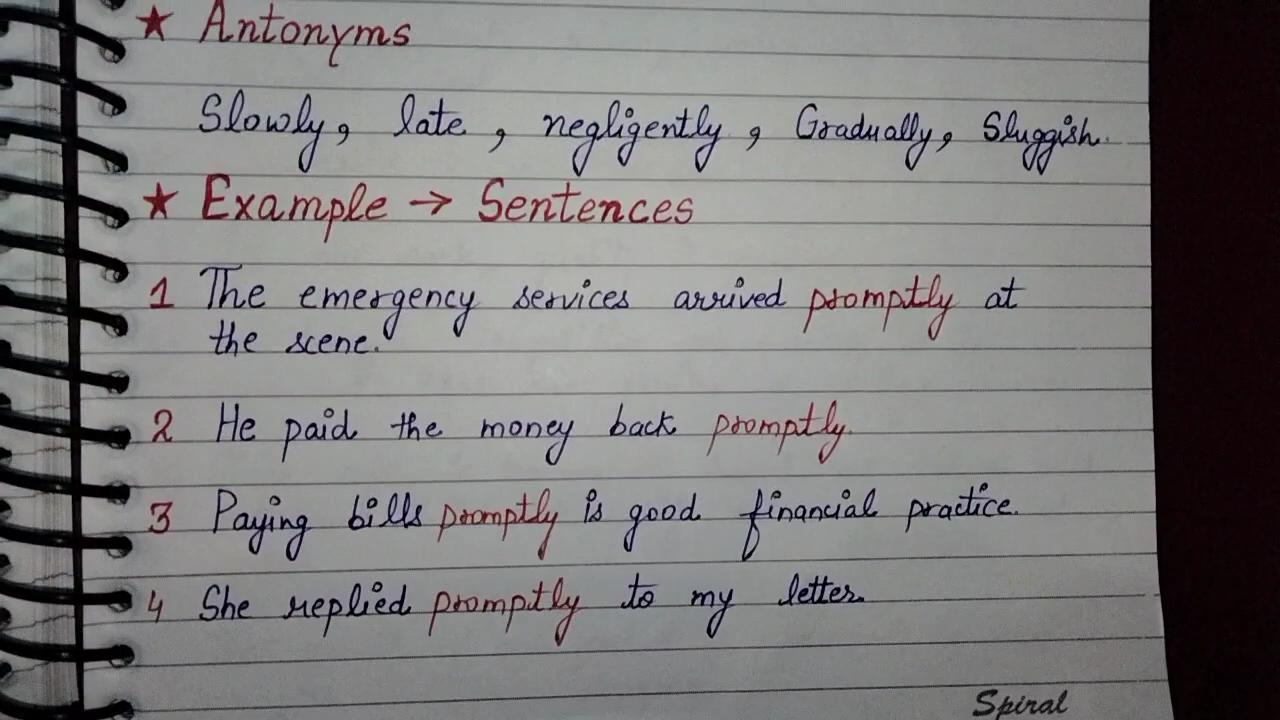 ★ Antonyms
Slowly, late, negligently, Gradually, Sluggish.
★ Example → Sentences
1 The emergency services arrived promptly at
the scene.
2 He paid the money back promptly.
3 Paying bills promptly is good financial practice.
4 She replied promptly to my letter.
Spiral